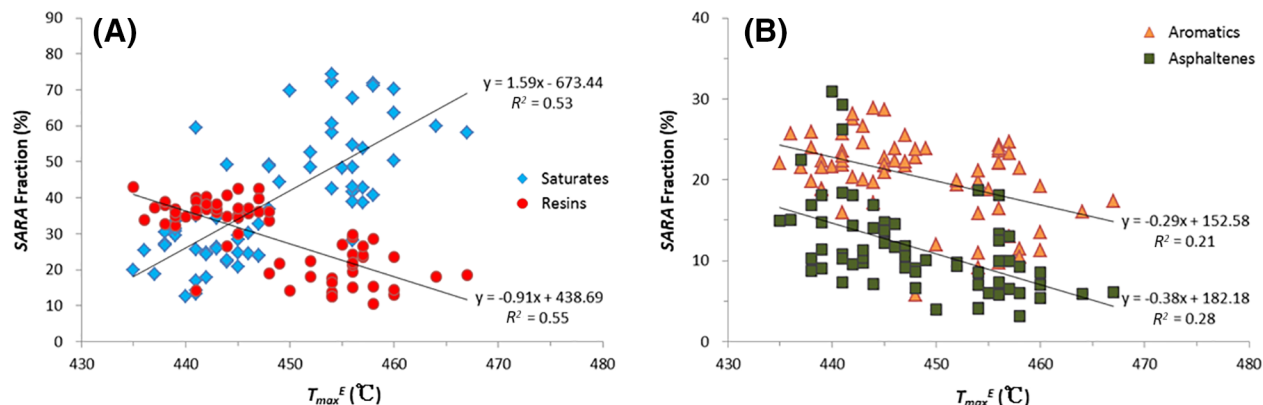 (A)
SARA Fraction (%)
90
80
70
60
50
40
30
20
10
0
430 440 450 460 470 480
TmaxE (℃)
y = 1.59x - 673.44
R2 = 0.53
Saturates
Resins
y = -0.91x + 438.69
R2 = 0.55
(B)
SARA Fraction (%)
40
30
20
10
0
430 440 450 460 470 480
TmaxE (℃)
Aromatics
Asphaltenes
y = -0.29x + 152.58
R2 = 0.21
y = -0.38x + 182.18
R2 = 0.28